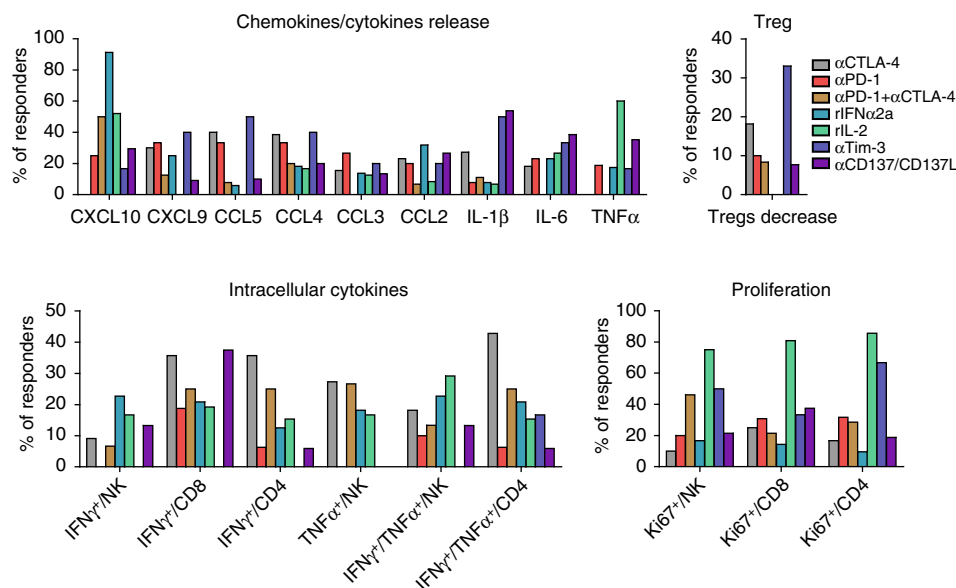 Chemokines/cytokines release
% of responders
100
80
60
40
20
0
CXCL10 CXCL9 CCL5 CCL4 CCL3 CCL2 IL-1β IL-6 TNFα
Treg
% of responders
40
30
20
10
0
Tregs decrease
αCTLA-4
αPD-1
αPD-1+αCTLA-4
rIFNα2a
rIL-2
αTim-3
αCD137/CD137L
Intracellular cytokines
% of responders
50
40
30
20
10
0
IFNγ⁺/NK
IFNγ⁺/CD8
IFNγ⁺/CD4
TNFα⁺/NK
IFNγ⁺/TNFα⁺/NK
IFNγ⁺/TNFα⁺/CD4
Proliferation
% of responders
100
80
60
40
20
0
Ki67⁺/NK
Ki67⁺/CD8
Ki67⁺/CD4